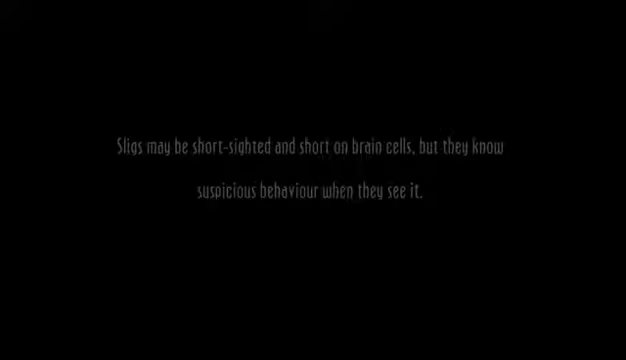 Sligs may be short-sighted and short on brain cells, but they know
suspicious behaviour when they see it.